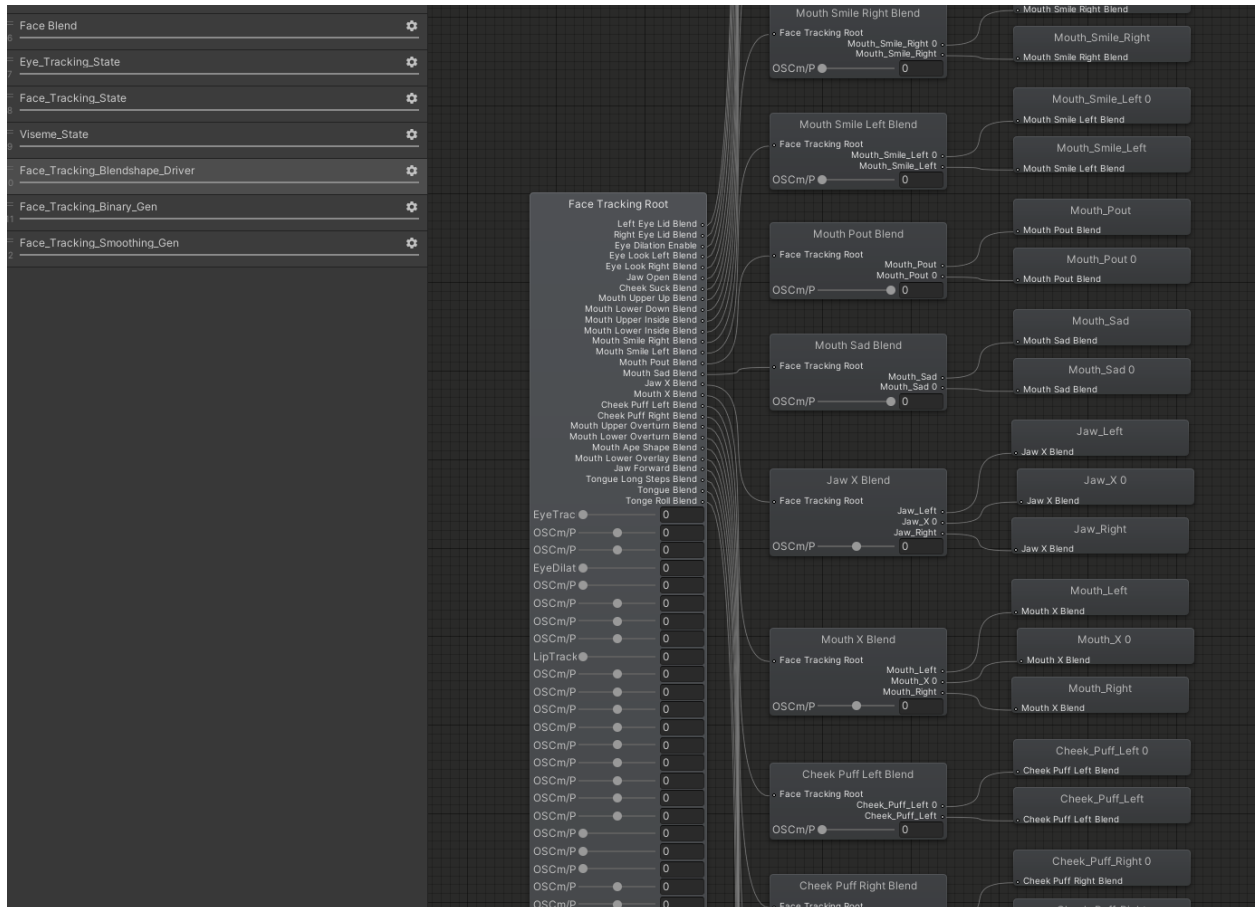 Face Blend
Eye_Tracking_State
Face_Tracking_State
Viseme_State
Face_Tracking_Blendshape_Driver
Face_Tracking_Binary_Gen
Face_Tracking_Smoothing_Gen
Face Tracking Root
Left Eye Lid Blend
Right Eye Lid Blend
Eye Dilation Enable
Eye Look Left Blend
Eye Look Right Blend
Jaw Open Blend
Cheek Suck Blend
Mouth Upper Up Blend
Mouth Lower Down Blend
Mouth Upper Inside Blend
Mouth Lower Inside Blend
Mouth Smile Right Blend
Mouth Smile Left Blend
Mouth Pout Blend
Mouth Sad Blend
Jaw X Blend
Mouth X Blend
Cheek Puff Left Blend
Cheek Puff Right Blend
Mouth Upper Overturn Blend
Mouth Lower Overturn Blend
Mouth Ape Shape Blend
Mouth Lower Overlay Blend
Jaw Forward Blend
Tongue Long Steps Blend
Tongue Blend
Tonge Roll Blend
EyeTrac 0
OSCm/P 0
OSCm/P 0
EyeDilat 0
OSCm/P 0
OSCm/P 0
OSCm/P 0
OSCm/P 0
LipTrack 0
OSCm/P 0
OSCm/P 0
OSCm/P 0
OSCm/P 0
OSCm/P 0
OSCm/P 0
OSCm/P 0
OSCm/P 0
OSCm/P 0
OSCm/P 0
OSCm/P 0
OSCm/P 0
OSCm/P 0
OSCm/P 0
Mouth Smile Right Blend
Face Tracking Root
Mouth_Smile_Right 0
Mouth_Smile_Right
OSCm/P 0
Mouth Smile Left Blend
Face Tracking Root
Mouth_Smile_Left 0
Mouth_Smile_Left
OSCm/P 0
Mouth Pout Blend
Face Tracking Root
Mouth_Pout
Mouth_Pout 0
OSCm/P 0
Mouth Sad Blend
Face Tracking Root
Mouth_Sad
Mouth_Sad 0
OSCm/P 0
Jaw X Blend
Face Tracking Root
Jaw_Left
Jaw_X 0
Jaw_Right
OSCm/P 0
Mouth X Blend
Face Tracking Root
Mouth_Left
Mouth_X 0
Mouth_Right
OSCm/P 0
Cheek Puff Left Blend
Face Tracking Root
Cheek_Puff_Left 0
Cheek_Puff_Left
OSCm/P 0
Cheek Puff Right Blend
Face Tracking Root
Mouth Smile Right Blend
Mouth_Smile_Right
Mouth Smile Right Blend
Mouth_Smile_Left 0
Mouth Smile Left Blend
Mouth_Smile_Left
Mouth Smile Left Blend
Mouth_Pout
Mouth Pout Blend
Mouth_Pout 0
Mouth Pout Blend
Mouth_Sad
Mouth Sad Blend
Mouth_Sad 0
Mouth Sad Blend
Jaw_Left
Jaw X Blend
Jaw_X 0
Jaw X Blend
Jaw_Right
Jaw X Blend
Mouth_Left
Mouth X Blend
Mouth_X 0
Mouth X Blend
Mouth_Right
Mouth X Blend
Cheek_Puff_Left 0
Cheek Puff Left Blend
Cheek_Puff_Left
Cheek Puff Left Blend
Cheek_Puff_Right 0
Cheek Puff Right Blend